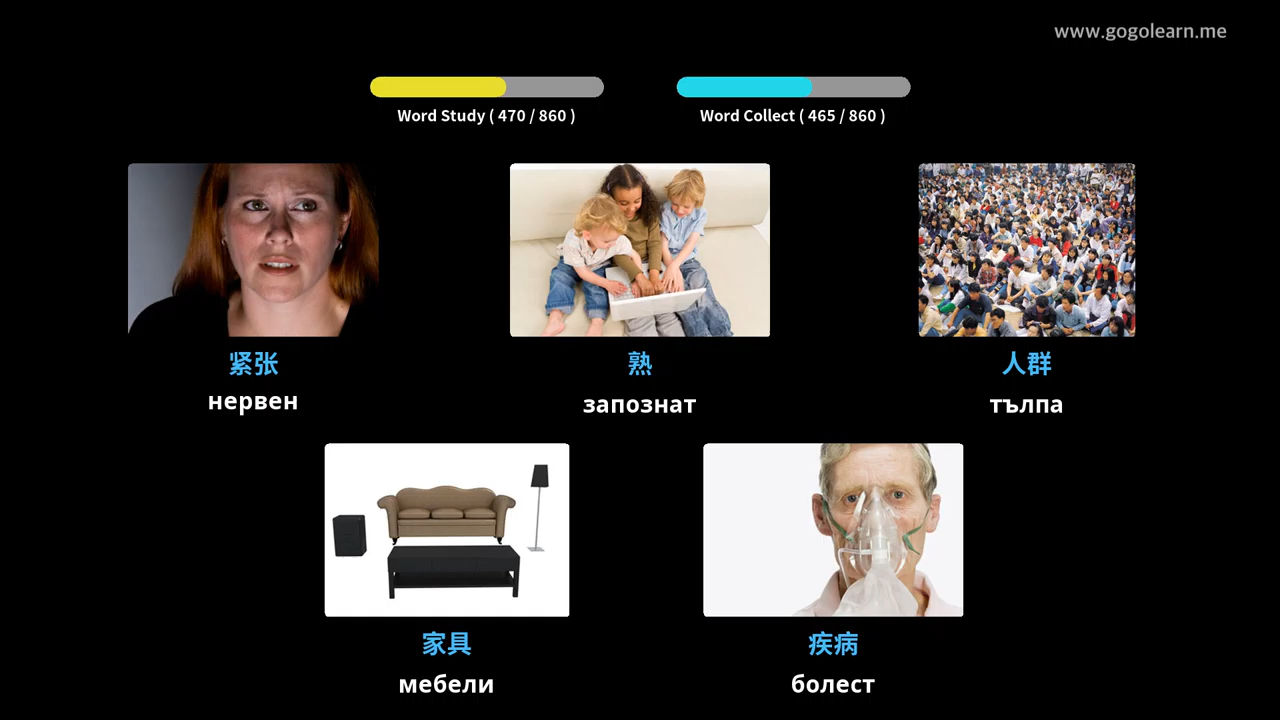 www.gogolearn.me
Word Study ( 470 / 860 )
Word Collect ( 465 / 860 )
紧张
нервен
熟
запознат
人群
тълпа
家具
мебели
疾病
болест